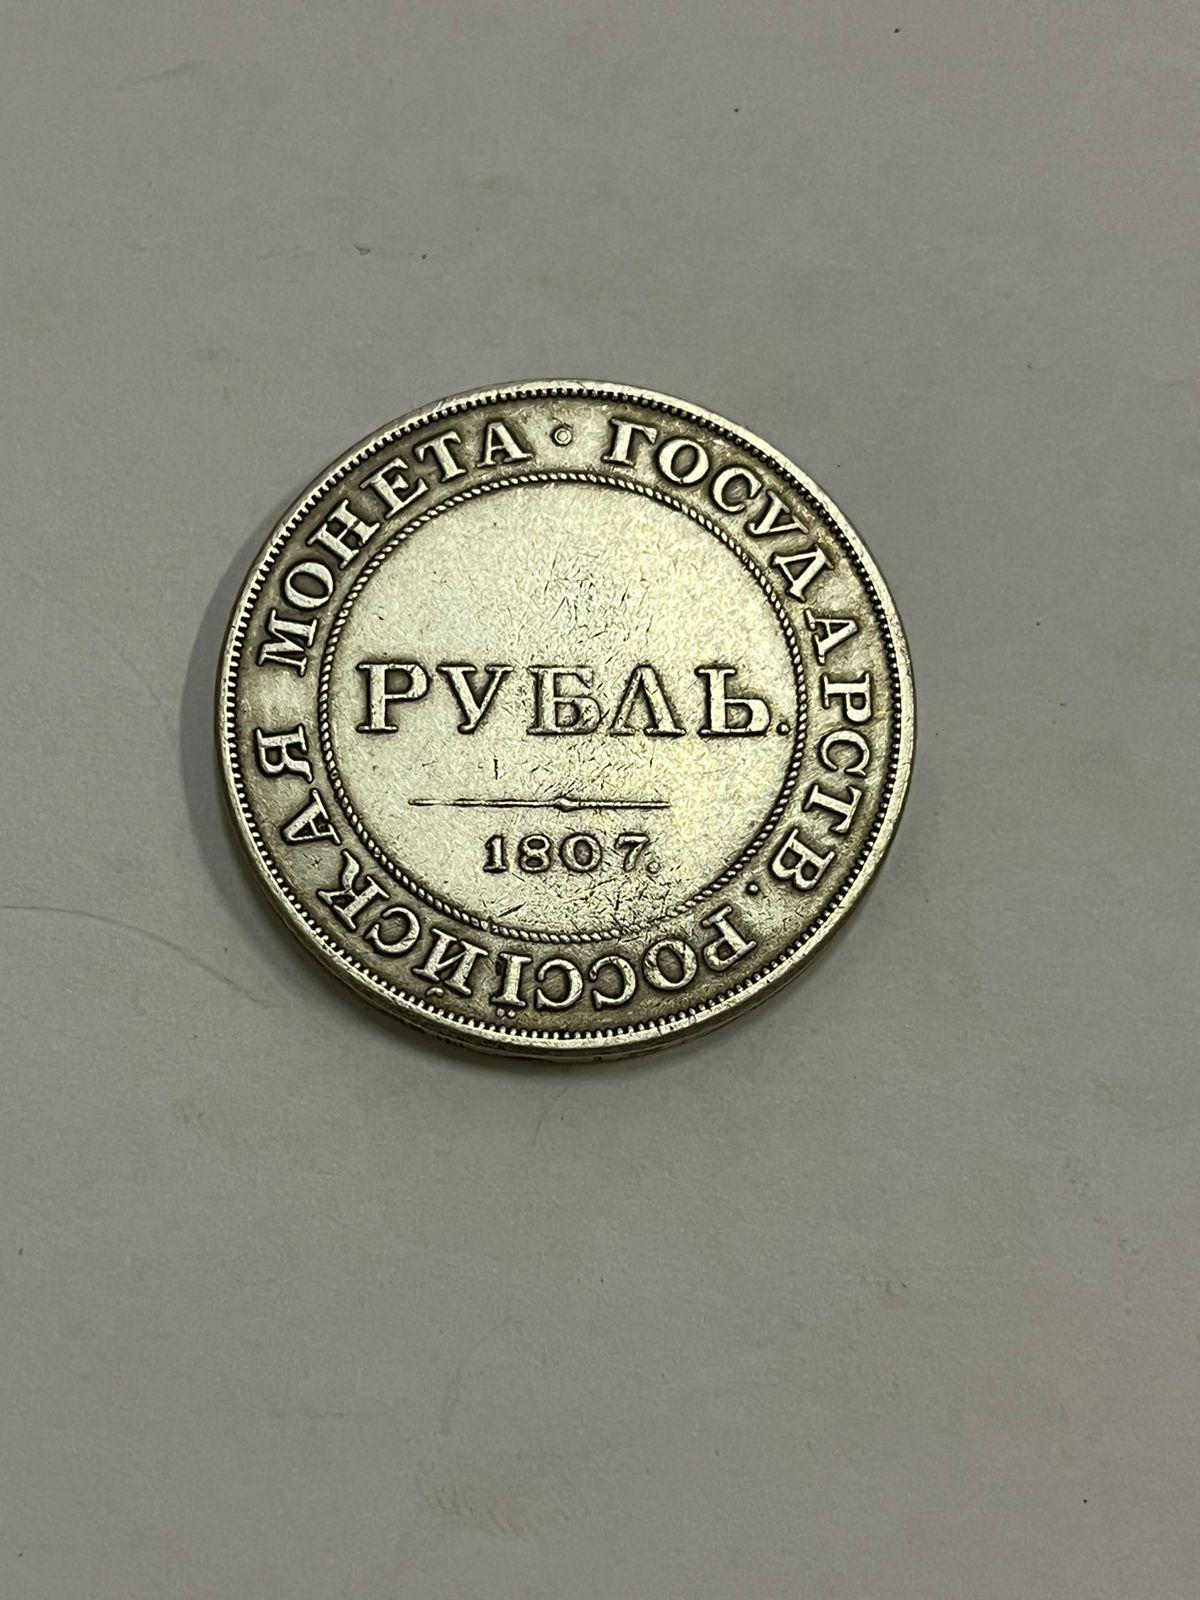 ГОСУДАРСТВ. РОССІЙСКАЯ МОНЕТА
РУБЛЬ.
1807.